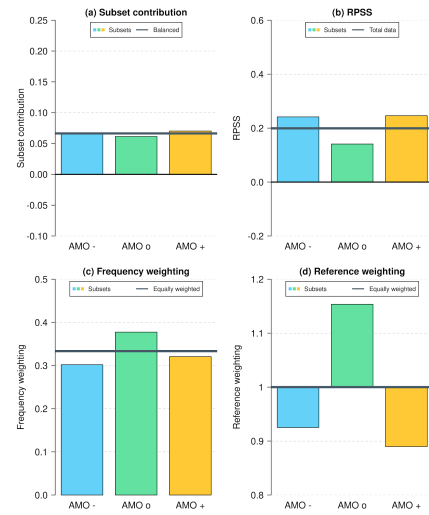 (a) Subset contribution
Subsets Balanced
Subset contribution
0.25
0.20
0.15
0.10
0.05
0.00
-0.05
-0.10
AMO - AMO o AMO +
(b) RPSS
Subsets Total data
RPSS
0.6
0.4
0.2
0.0
-0.2
AMO - AMO o AMO +
(c) Frequency weighting
Subsets Equally weighted
Frequency weighting
0.5
0.4
0.3
0.2
0.1
0.0
AMO - AMO o AMO +
(d) Reference weighting
Subsets Equally weighted
Reference weighting
1.2
1.1
1
0.9
0.8
AMO - AMO o AMO +